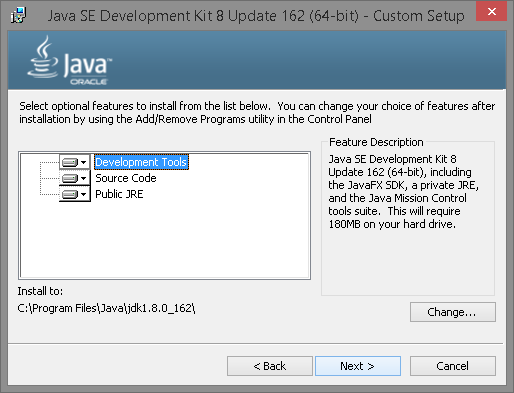 Java SE Development Kit 8 Update 162 (64-bit) - Custom Setup
Java™
ORACLE
Select optional features to install from the list below.  You can change your choice of features after
installation by using the Add/Remove Programs utility in the Control Panel
Development Tools
Source Code
Public JRE
Feature Description
Java SE Development Kit 8
Update 162 (64-bit), including
the JavaFX SDK, a private JRE,
and the Java Mission Control
tools suite.  This will require
180MB on your hard drive.
Install to:
C:\Program Files\Java\jdk1.8.0_162\
Change...
< Back
Next >
Cancel